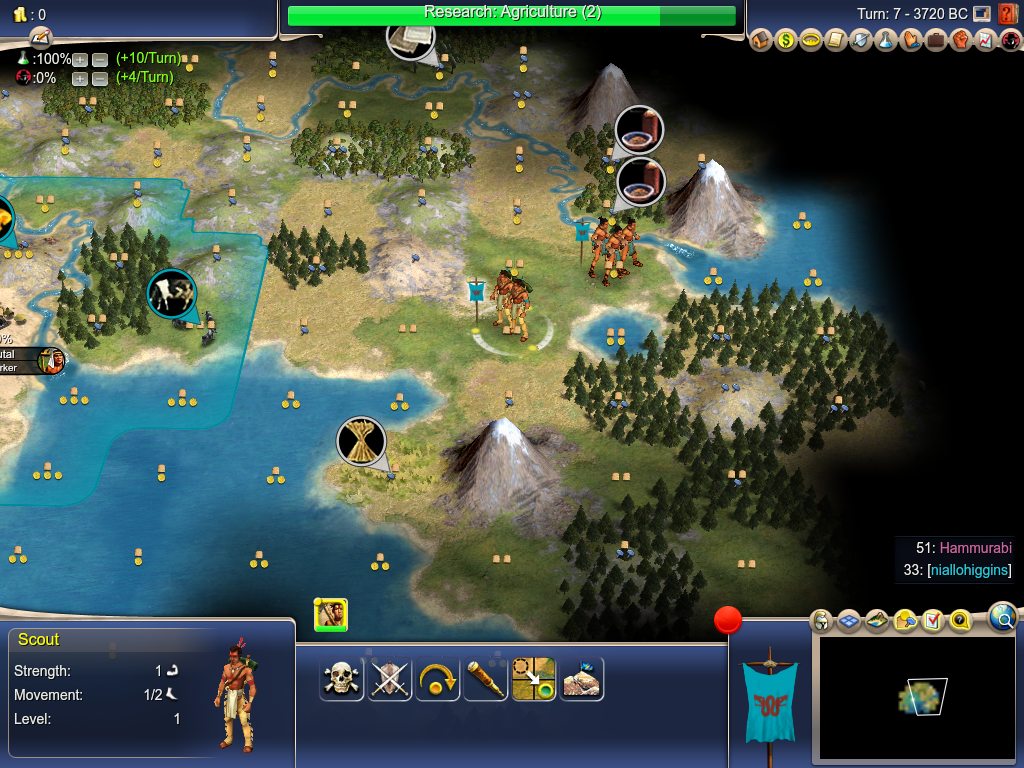 : 0
Research: Agriculture (2)
Turn: 7 - 3720 BC
:100%
(+10/Turn)
:0%
(+4/Turn)
51: Hammurabi
33: [niallohiggins]
Scout
Strength: 1
Movement: 1/2
Level: 1